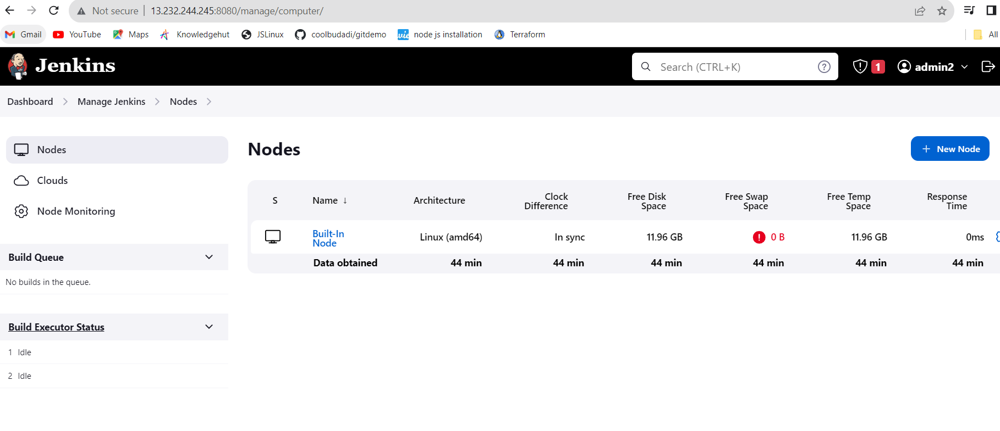 Not secure | 13.232.244.245:8080/manage/computer/
Gmail YouTube Maps Knowledgehut JSLinux coolbudadi/gitdemo node js installation Terraform All
Jenkins Search (CTRL+K) ? 1 admin2
Dashboard Manage Jenkins Nodes
Nodes
Clouds
Node Monitoring
Build Queue
No builds in the queue.
Build Executor Status
1 Idle
2 Idle
Nodes
+ New Node
S Name ↓ Architecture Clock Difference Free Disk Space Free Swap Space Free Temp Space Response Time
Built-In Node Linux (amd64) In sync 11.96 GB ! 0 B 11.96 GB 0ms
Data obtained 44 min 44 min 44 min 44 min 44 min 44 min